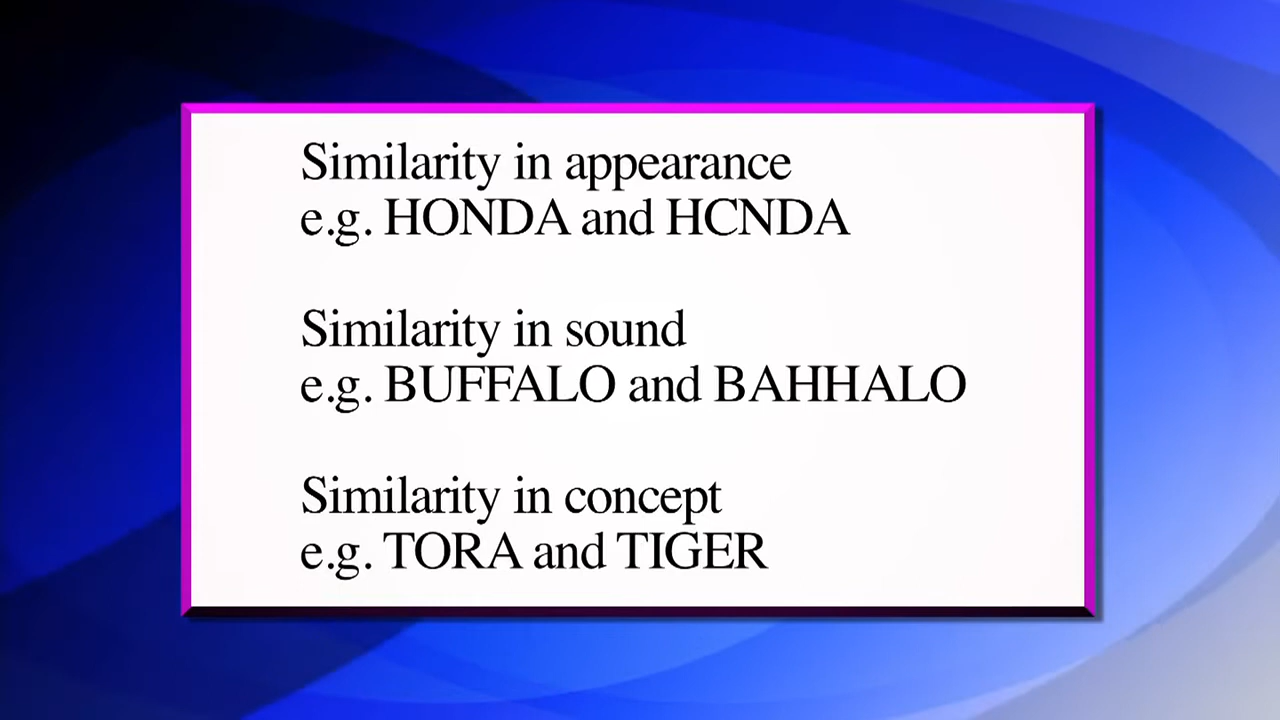 Similarity in appearance
e.g. HONDA and HCNDA
Similarity in sound
e.g. BUFFALO and BAHHALO
Similarity in concept
e.g. TORA and TIGER